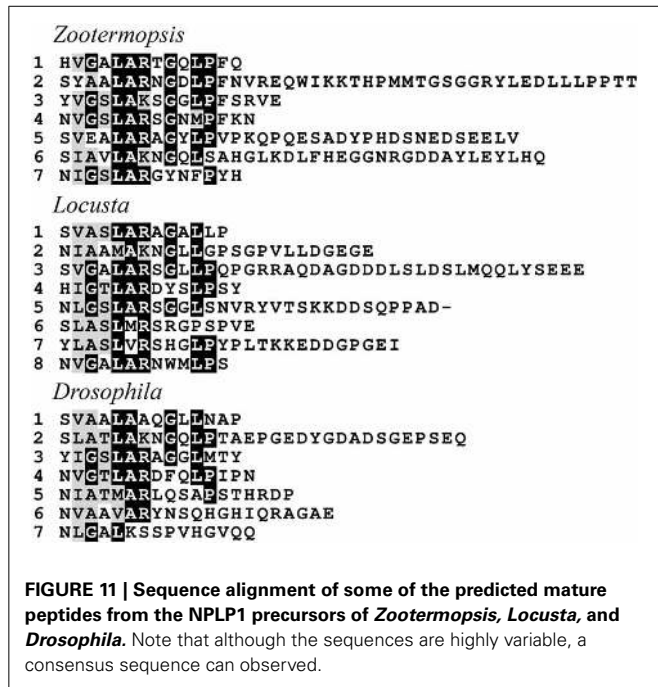 Zootermopsis
1 HVGALARTGQLPFQ
2 SYAALARNGDLPFNVREQWIKKTHPMMTGSGGRYLEDLLLPPTT
3 YVGSLAKSGGLPFSRVE
4 NVGSLARSGNMPFKN
5 SVEALARAGYLPVPKQPQESADYPHDSNEDSEELV
6 SIAVLAKNGQLSAHGLKDLFHEGGNRGDDAYLEYLHQ
7 NIGSLARGYNFPYH
Locusta
1 SVASLARAGALLP
2 NIAAMAKNGLLGPSGPVLLDGEGE
3 SVGALARSGLLPQPGRRAQDAGDDDLSLDSLMQQLYSEEE
4 HIGTLARDYSLPSY
5 NLGSLARSGGLSNVRYVTSKKDDSQPPAD-
6 SLASLMRSRGPSPVE
7 YLASLVRSHGLPYPLTKKEDDGPGEI
8 NVGALARNWMLPS
Drosophila
1 SVAALAAQGLLNAP
2 SLATLAKNGQLPTAEPGEDYGDADSGEPSEQ
3 YIGSLARAGGLMTY
4 NVGTLARDFQLPIPN
5 NIATMARLQSAPSTHRDP
6 NVAAVARYNSQHGHIQRAGAE
7 NLGALKSSPVHGVQQ
FIGURE 11 | Sequence alignment of some of the predicted mature
peptides from the NPLP1 precursors of Zootermopsis, Locusta, and
Drosophila. Note that although the sequences are highly variable, a
consensus sequence can observed.